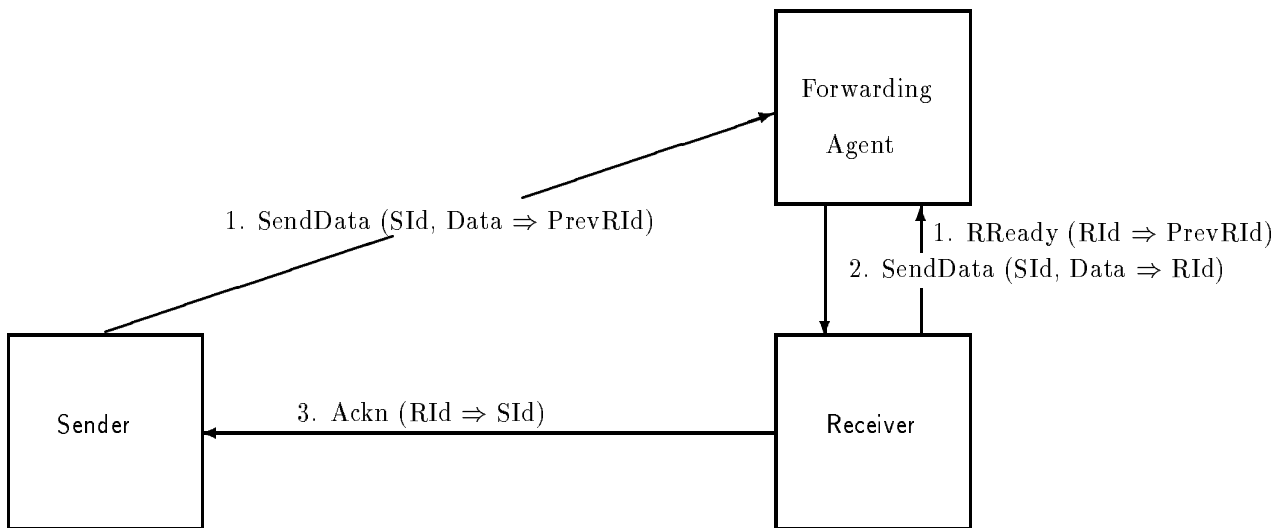 Forwarding
Agent
1. SendData (SId, Data ⇒ PrevRId)
1. RReady (RId ⇒ PrevRId)
2. SendData (SId, Data ⇒ RId)
3. Ackn (RId ⇒ SId)
Sender
Receiver